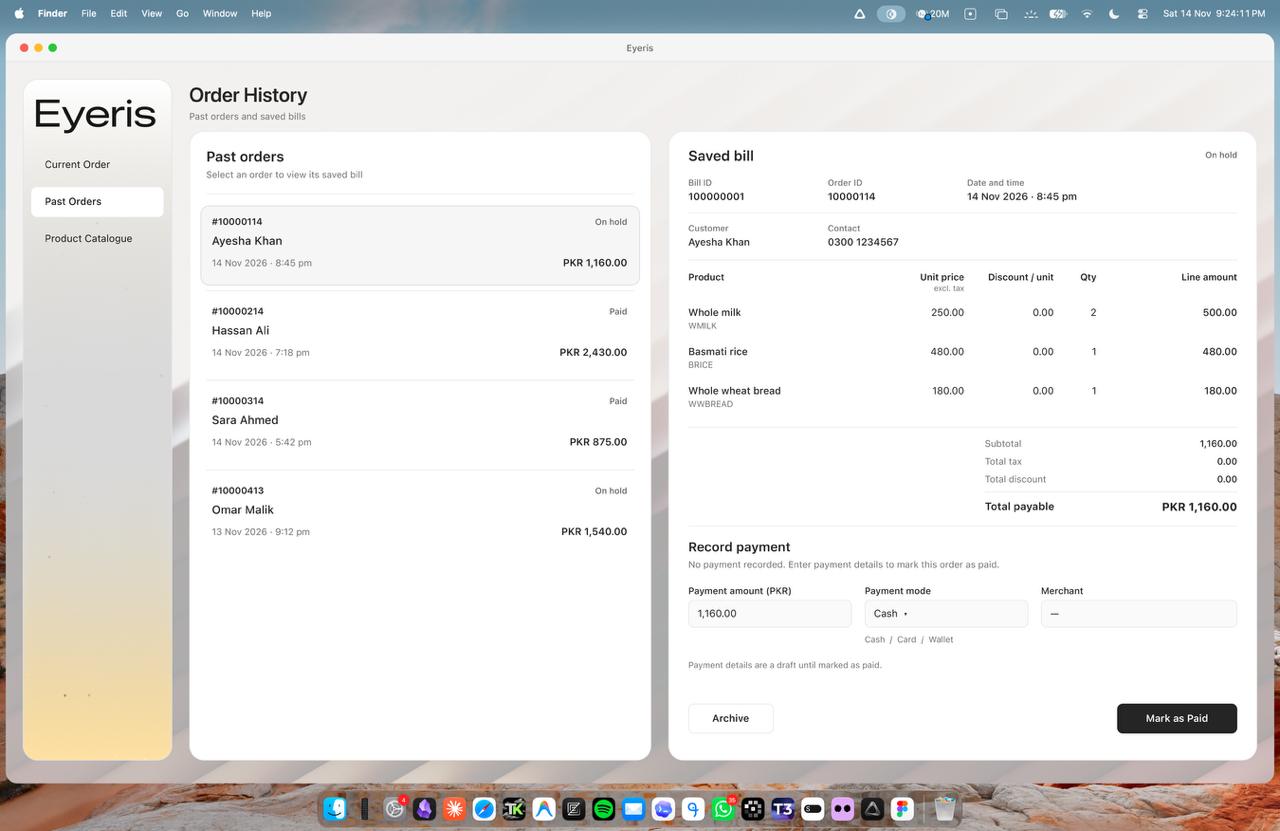 Finder File Edit View Go Window Help 20M Sat 14 Nov 9:24:11 PM
Eyeris
Eyeris
Current Order
Past Orders
Product Catalogue
Order History
Past orders and saved bills
Past orders
Select an order to view its saved bill
#10000114 On hold
Ayesha Khan
14 Nov 2026 · 8:45 pm PKR 1,160.00
#10000214 Paid
Hassan Ali
14 Nov 2026 · 7:18 pm PKR 2,430.00
#10000314 Paid
Sara Ahmed
14 Nov 2026 · 5:42 pm PKR 875.00
#10000413 On hold
Omar Malik
13 Nov 2026 · 9:12 pm PKR 1,540.00
Saved bill On hold
Bill ID Order ID Date and time
100000001 10000114 14 Nov 2026 · 8:45 pm
Customer Contact
Ayesha Khan 0300 1234567
Product Unit price Discount / unit Qty Line amount
excl. tax
Whole milk 250.00 0.00 2 500.00
WMILK
Basmati rice 480.00 0.00 1 480.00
BRICE
Whole wheat bread 180.00 0.00 1 180.00
WWBREAD
Subtotal 1,160.00
Total tax 0.00
Total discount 0.00
Total payable PKR 1,160.00
Record payment
No payment recorded. Enter payment details to mark this order as paid.
Payment amount (PKR) Payment mode Merchant
1,160.00 Cash —
Cash / Card / Wallet
Payment details are a draft until marked as paid.
Archive Mark as Paid
4 TK 35 T3